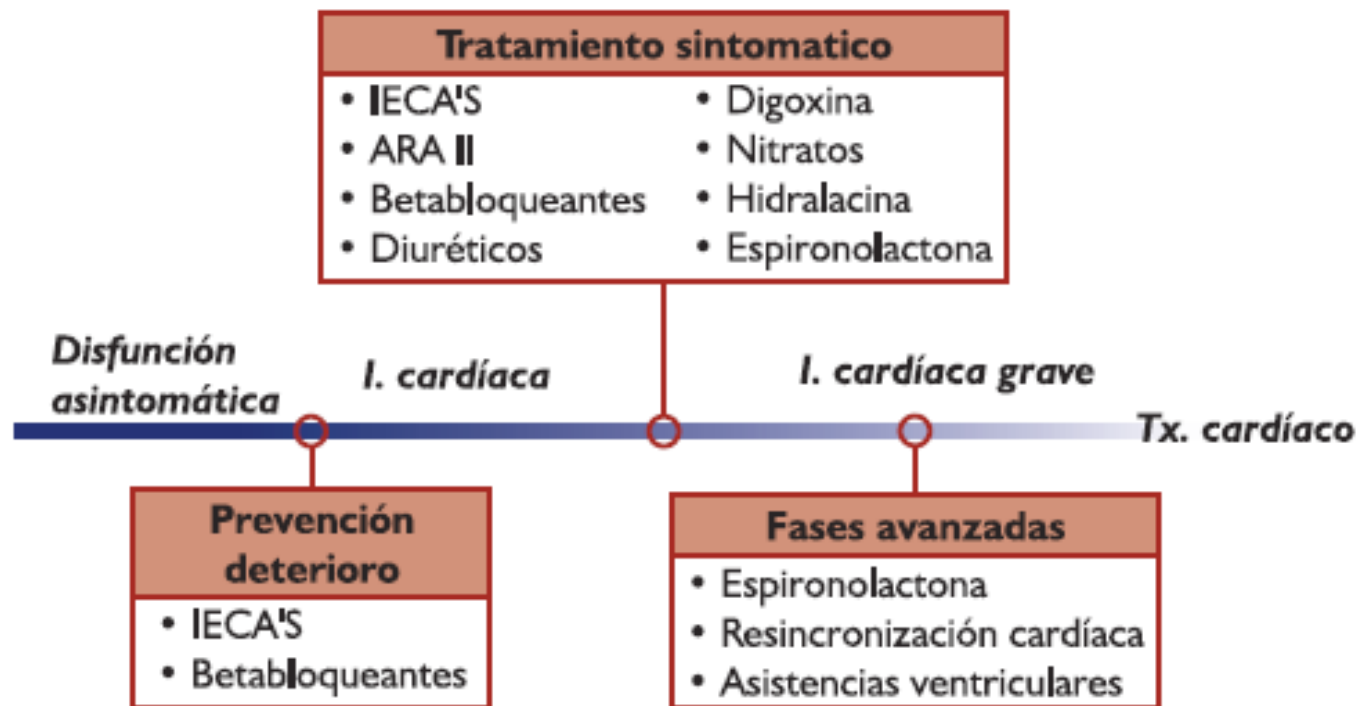 Tratamiento sintomatico
• IECA'S
• ARA II
• Betabloqueantes
• Diuréticos
• Digoxina
• Nitratos
• Hidralacina
• Espironolactona
Disfunción
asintomática
I. cardíaca
I. cardíaca grave
Tx. cardíaco
Prevención
deterioro
• IECA'S
• Betabloqueantes
Fases avanzadas
• Espironolactona
• Resincronización cardíaca
• Asistencias ventriculares